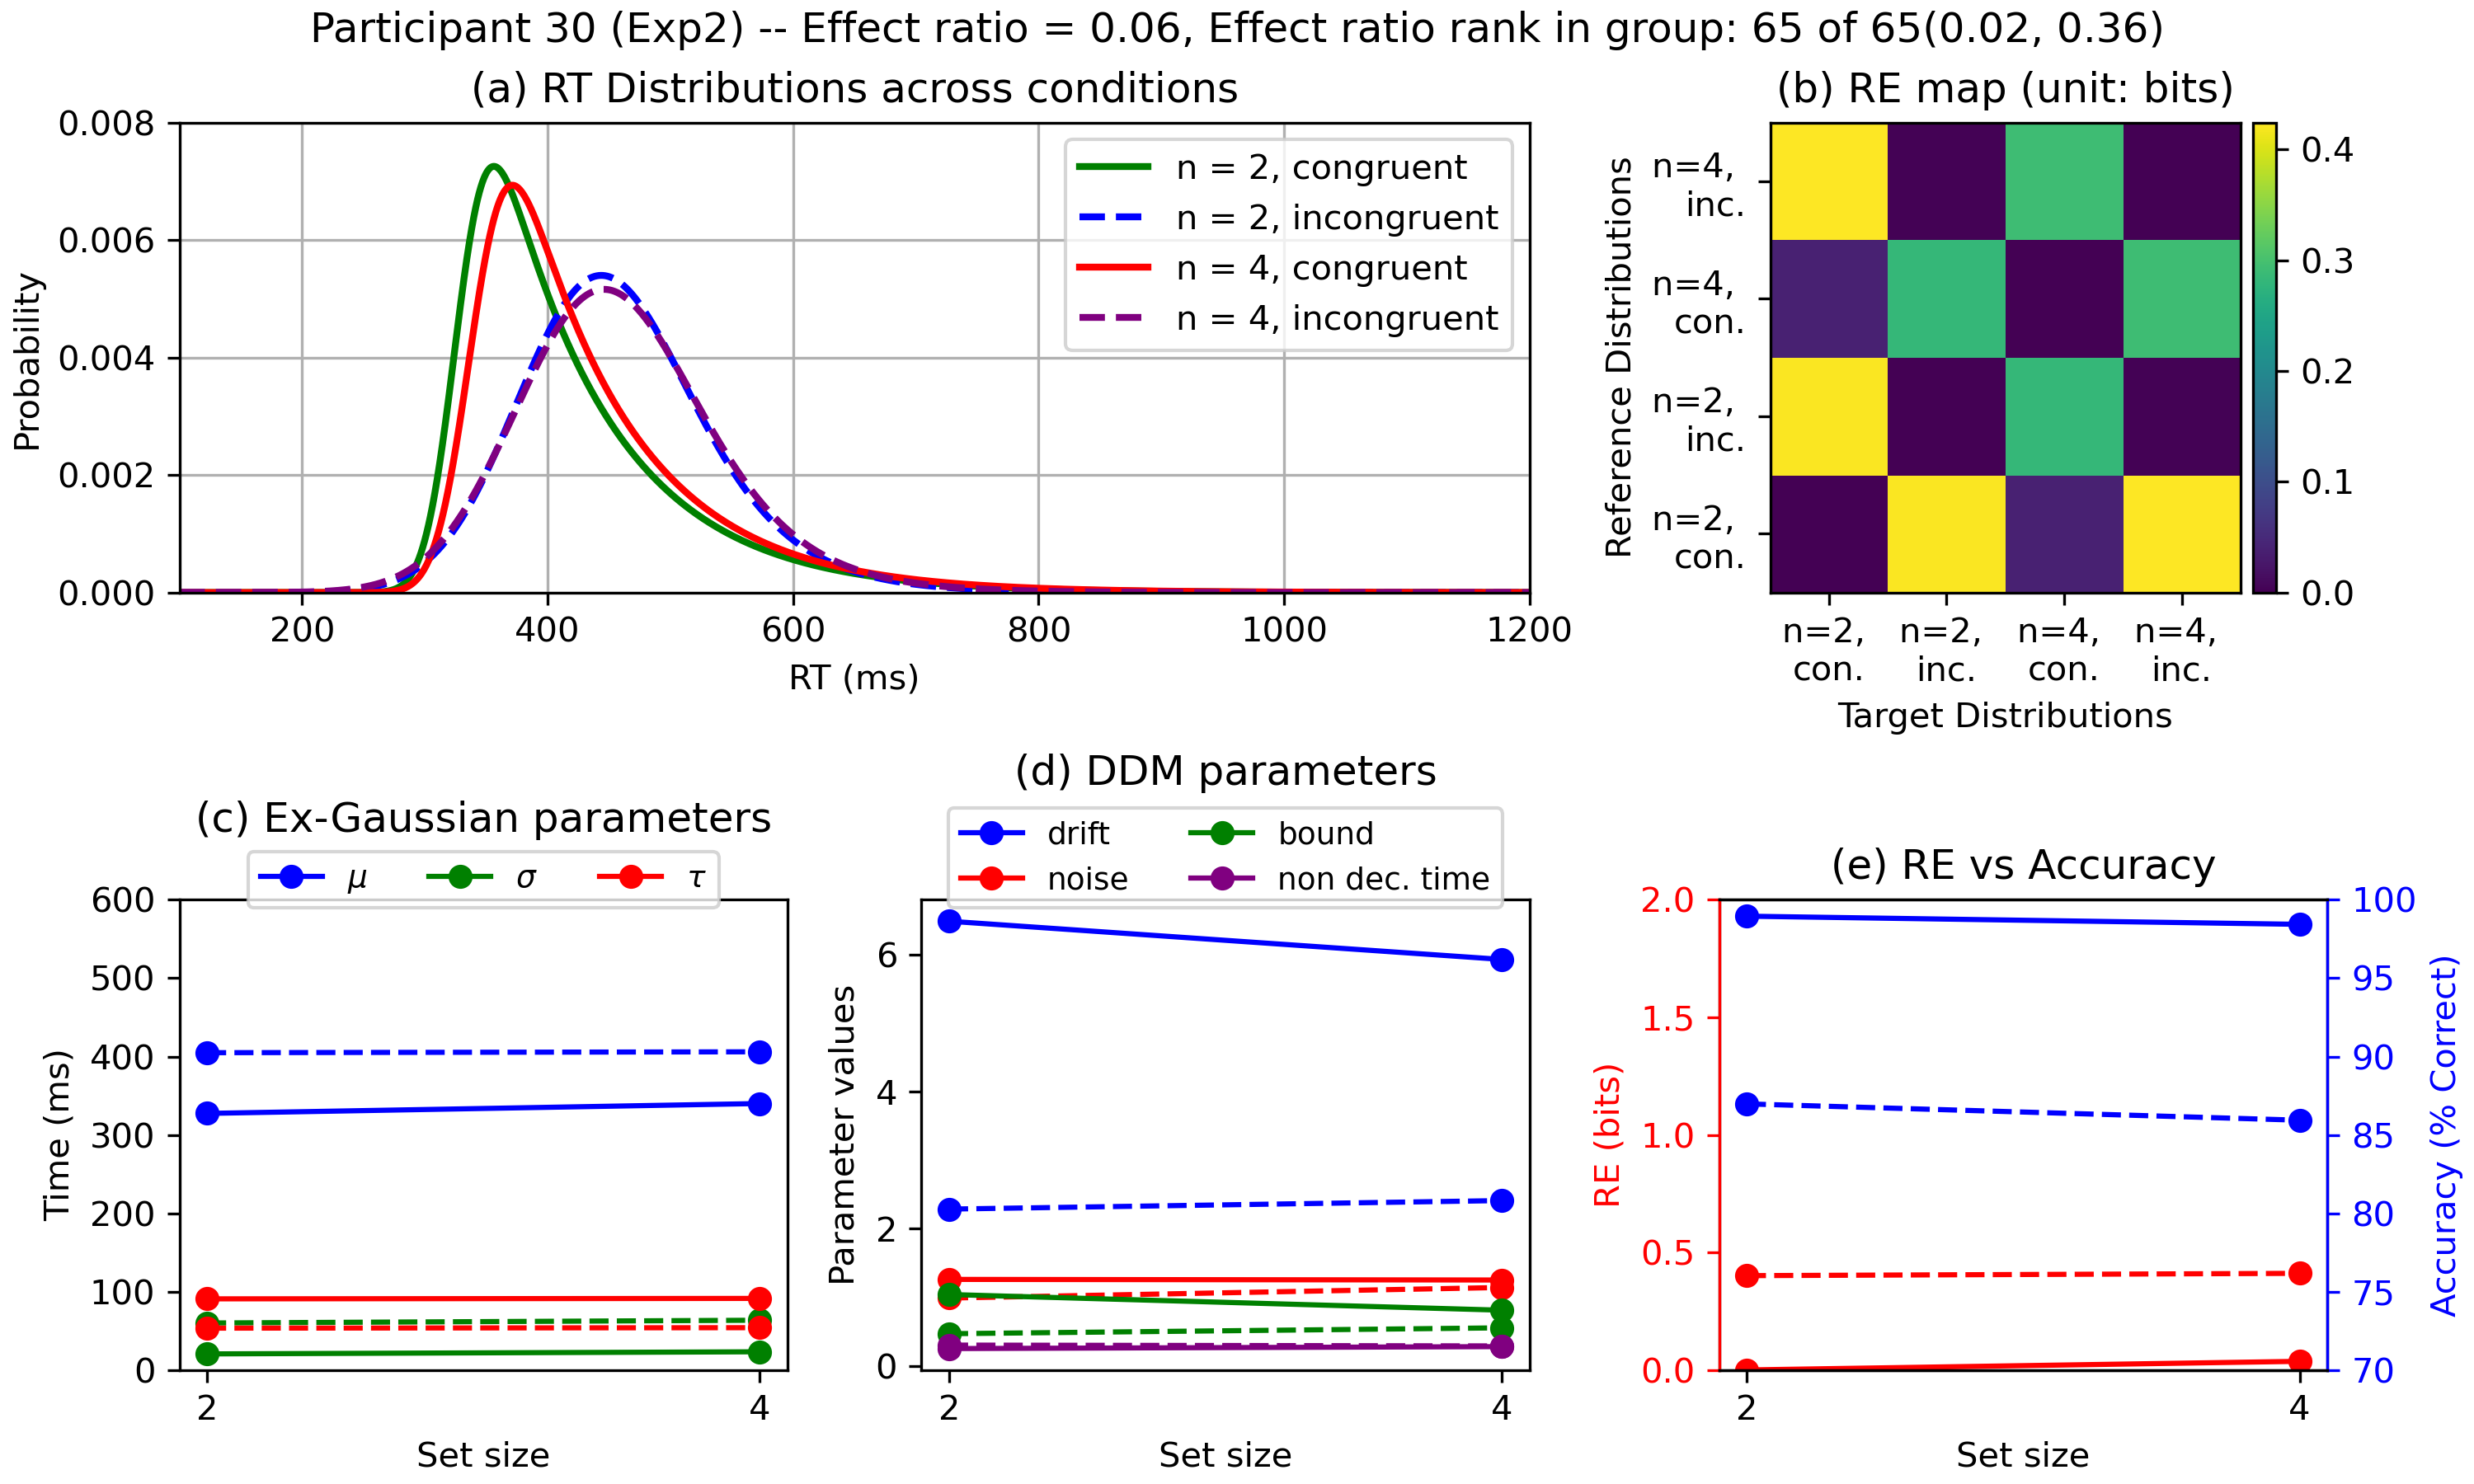 Participant 30 (Exp2) -- Effect ratio = 0.06, Effect ratio rank in group: 65 of 65(0.02, 0.36)
(a) RT Distributions across conditions
Probability
0.008
0.006
0.004
0.002
0.000
200
400
600
800
1000
1200
RT (ms)
n = 2, congruent
n = 2, incongruent
n = 4, congruent
n = 4, incongruent
(b) RE map (unit: bits)
Reference Distributions
n=4,
inc.
n=4,
con.
n=2,
inc.
n=2,
con.
n=2,
con.
n=2,
inc.
n=4,
con.
n=4,
inc.
Target Distributions
0.4
0.3
0.2
0.1
0.0
(c) Ex-Gaussian parameters
μ
σ
τ
Time (ms)
600
500
400
300
200
100
0
2
4
Set size
(d) DDM parameters
drift
noise
bound
non dec. time
Parameter values
6
4
2
0
2
4
Set size
(e) RE vs Accuracy
RE (bits)
2.0
1.5
1.0
0.5
0.0
100
95
90
85
80
75
70
Accuracy (% Correct)
2
4
Set size